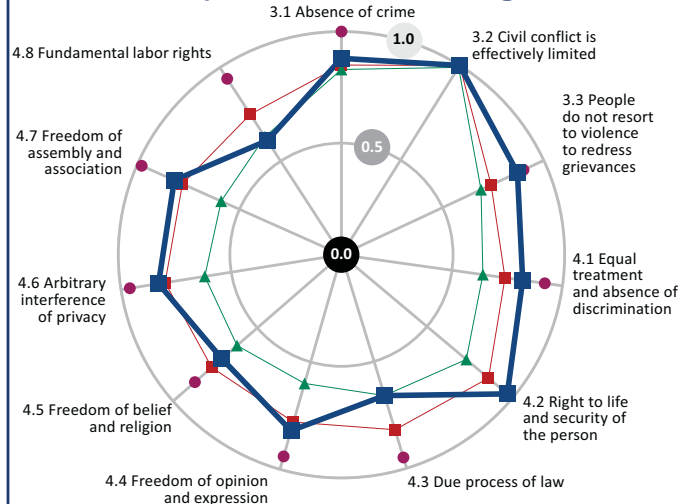 3.1 Absence of crime
1.0
3.2 Civil conflict is
effectively limited
4.8 Fundamental labor rights
3.3 People
do not resort
to violence
to redress
grievances
4.7 Freedom of
assembly and
association
0.5
0.0
4.1 Equal
treatment
and absence of
discrimination
4.6 Arbitrary
interference
of privacy
4.2 Right to life
and security of
the person
4.5 Freedom of belief
and religion
4.4 Freedom of opinion
and expression
4.3 Due process of law